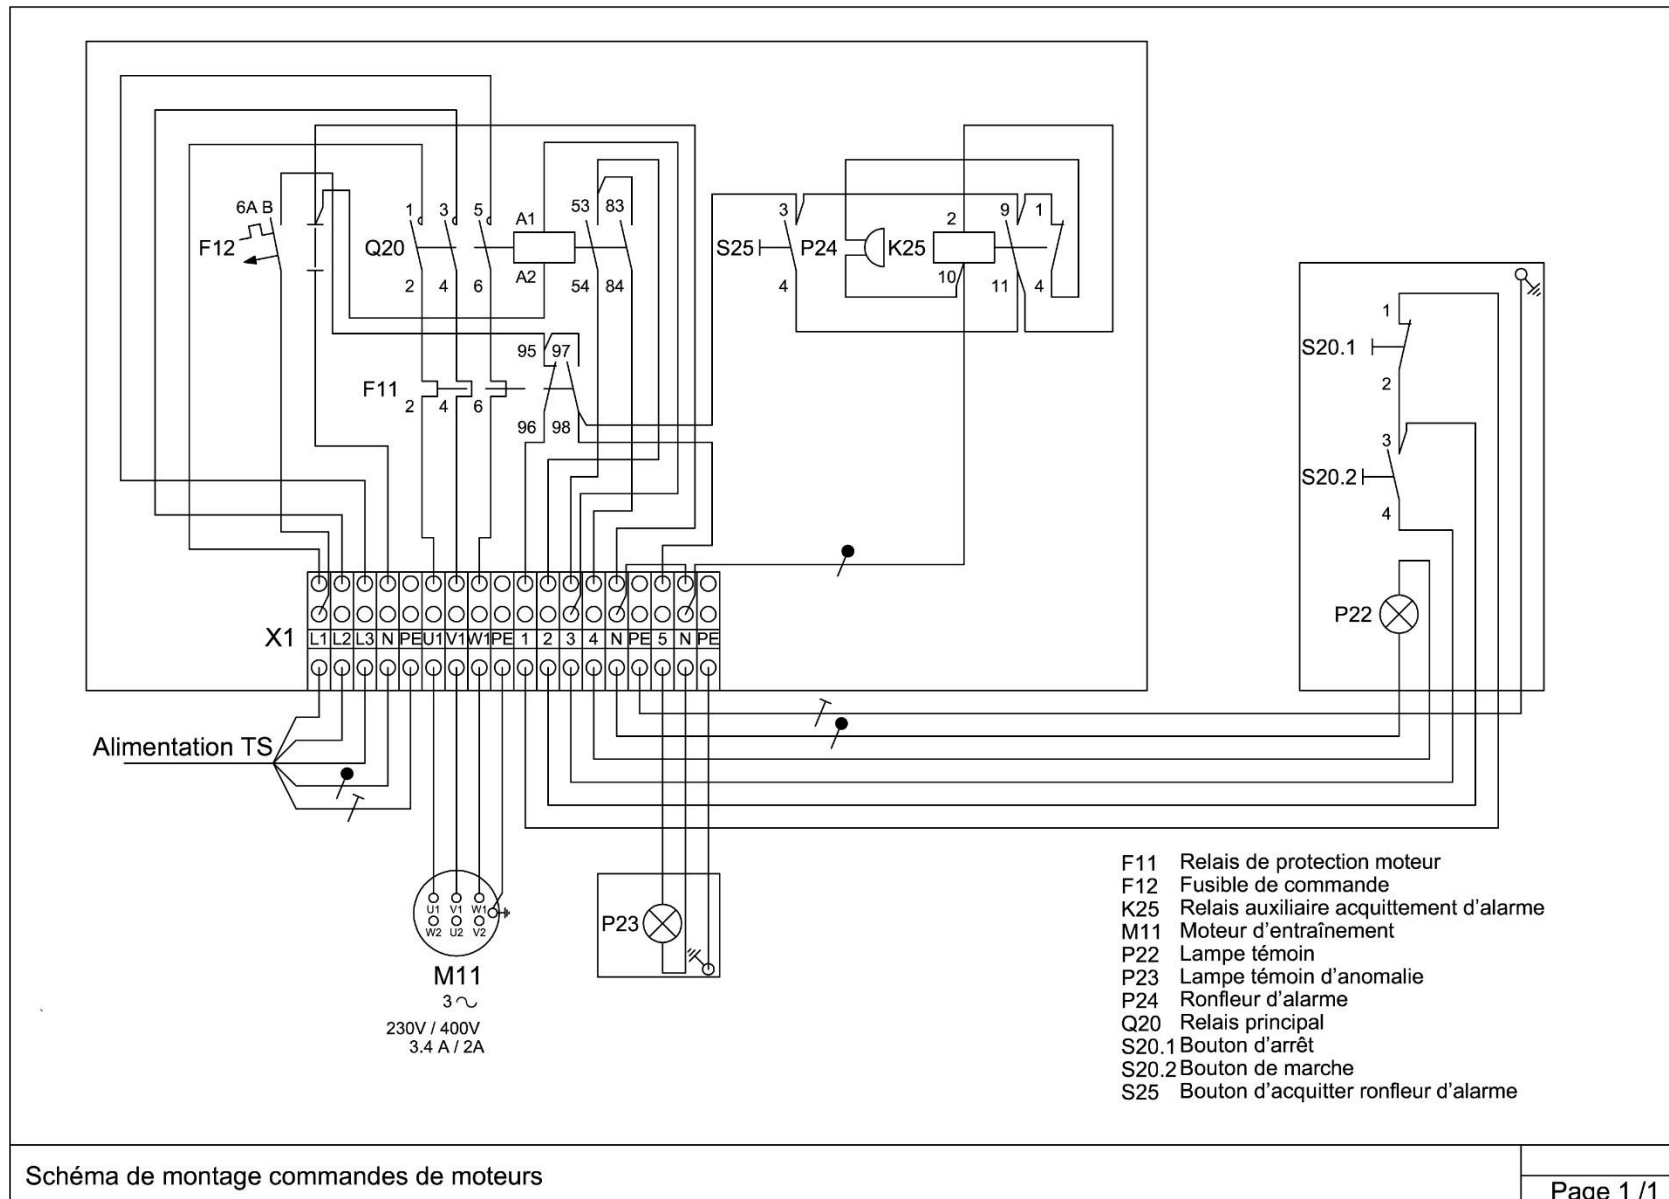 6A B
F12
Q20
1 3 5
A1
A2
2 4 6
53 83
54 84
S25
3
4
P24
K25
2
10
9 1
11 4
95 97
F11
2 4 6
96 98
S20.1
1
2
S20.2
3
4
P22
X1
L1 L2 L3 N PE U1 V1 W1 PE 1 2 3 4 N PE 5 N PE
Alimentation TS
U1 V1 W1
W2 U2 V2
M11
3
230V / 400V
3.4 A / 2A
P23
F11 Relais de protection moteur
F12 Fusible de commande
K25 Relais auxiliaire acquittement d’alarme
M11 Moteur d’entraînement
P22 Lampe témoin
P23 Lampe témoin d’anomalie
P24 Ronfleur d’alarme
Q20 Relais principal
S20.1 Bouton d’arrêt
S20.2 Bouton de marche
S25 Bouton d’acquitter ronfleur d’alarme
Schéma de montage commandes de moteurs
Page 1 /1